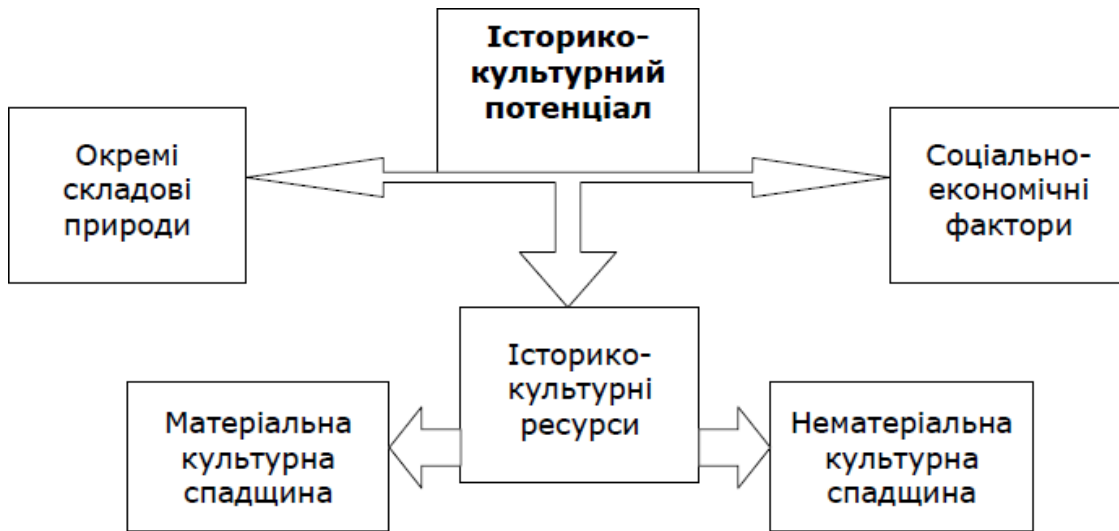 Історико-
культурний
потенціал
Окремі
складові
природи
Соціально-
економічні
фактори
Історико-
культурні
ресурси
Матеріальна
культурна
спадщина
Нематеріальна
культурна
спадщина